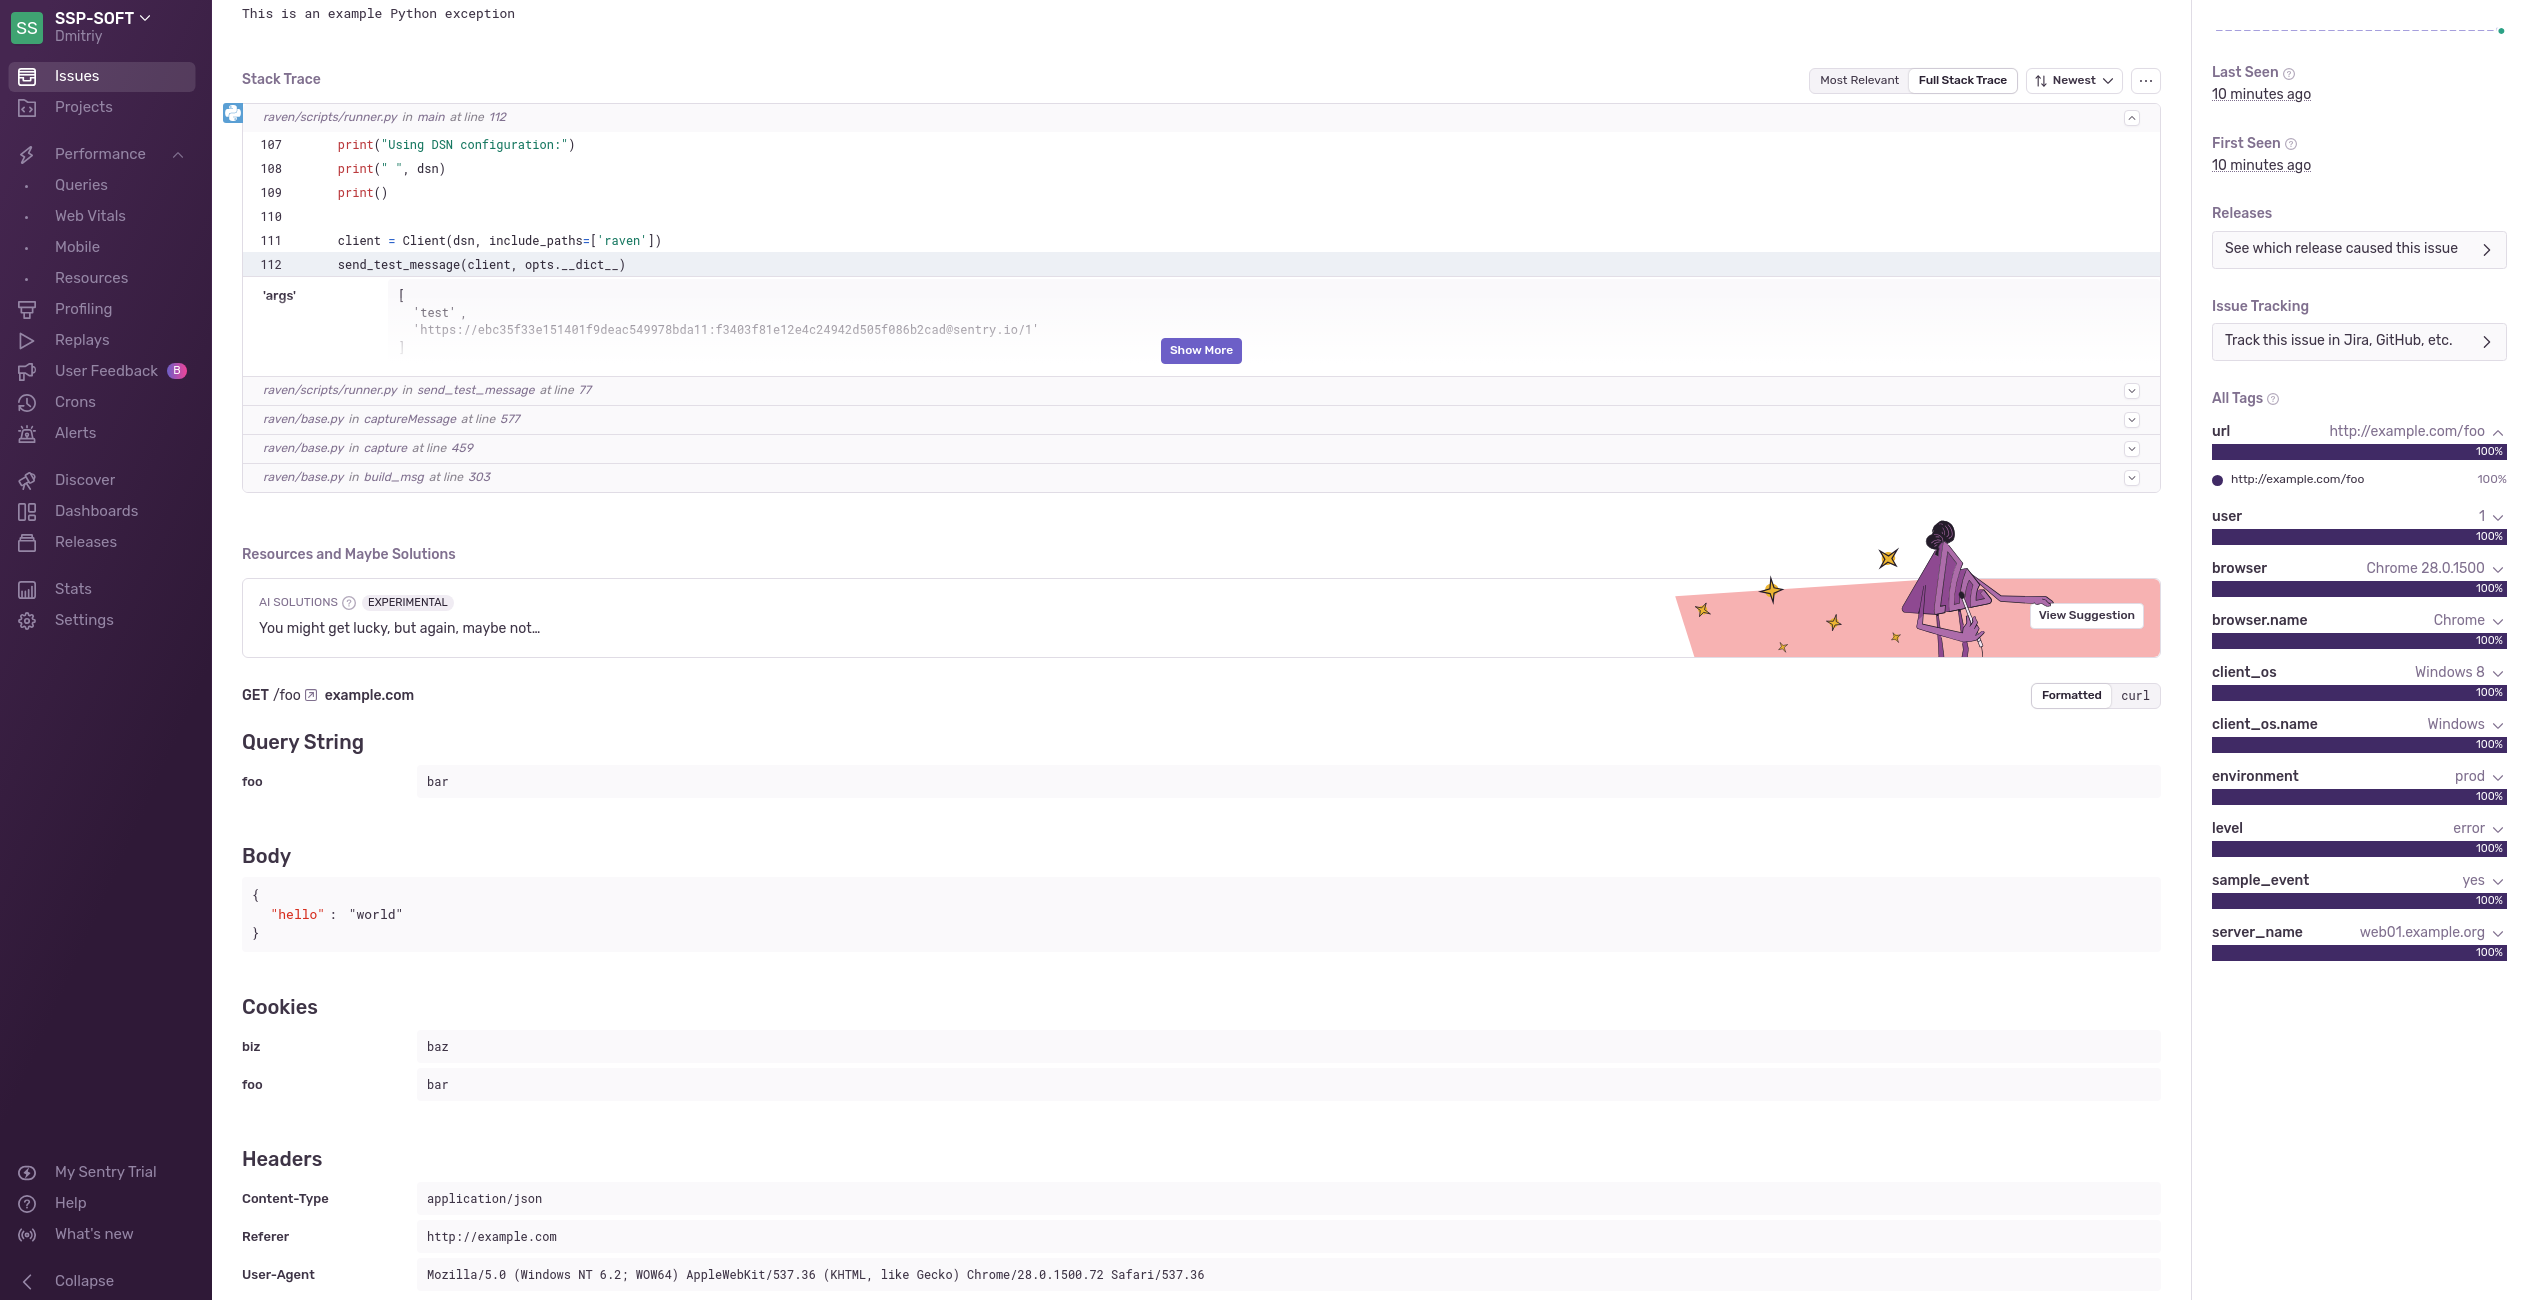 SS
SSP-SOFT
Dmitriy
Issues
Projects
Performance
Queries
Web Vitals
Mobile
Resources
Profiling
Replays
User Feedback B
Crons
Alerts
Discover
Dashboards
Releases
Stats
Settings
My Sentry Trial
Help
What's new
Collapse
This is an example Python exception
Stack Trace
Most Relevant Full Stack Trace Newest ...
raven/scripts/runner.py in main at line 112
107 print("Using DSN configuration:")
108 print(" ", dsn)
109 print()
110
111 client = Client(dsn, include_paths=['raven'])
112 send_test_message(client, opts.__dict__)
'args' [
'test' ,
'https://ebc35f33e151401f9deac549978bda11:f3403f81e12e4c24942d505f086b2cad@sentry.io/1'
]
Show More
raven/scripts/runner.py in send_test_message at line 77
raven/base.py in captureMessage at line 577
raven/base.py in capture at line 459
raven/base.py in build_msg at line 303
Resources and Maybe Solutions
AI SOLUTIONS ? EXPERIMENTAL
You might get lucky, but again, maybe not...
View Suggestion
GET /foo example.com
Formatted curl
Query String
foo bar
Body
{
"hello" : "world"
}
Cookies
biz baz
foo bar
Headers
Content-Type application/json
Referer http://example.com
User-Agent Mozilla/5.0 (Windows NT 6.2; WOW64) AppleWebKit/537.36 (KHTML, like Gecko) Chrome/28.0.1500.72 Safari/537.36
Last Seen ?
10 minutes ago
First Seen ?
10 minutes ago
Releases
See which release caused this issue
Issue Tracking
Track this issue in Jira, GitHub, etc.
All Tags ?
url http://example.com/foo
100%
http://example.com/foo 100%
user 1
100%
browser Chrome 28.0.1500
100%
browser.name Chrome
100%
client_os Windows 8
100%
client_os.name Windows
100%
environment prod
100%
level error
100%
sample_event yes
100%
server_name web01.example.org
100%